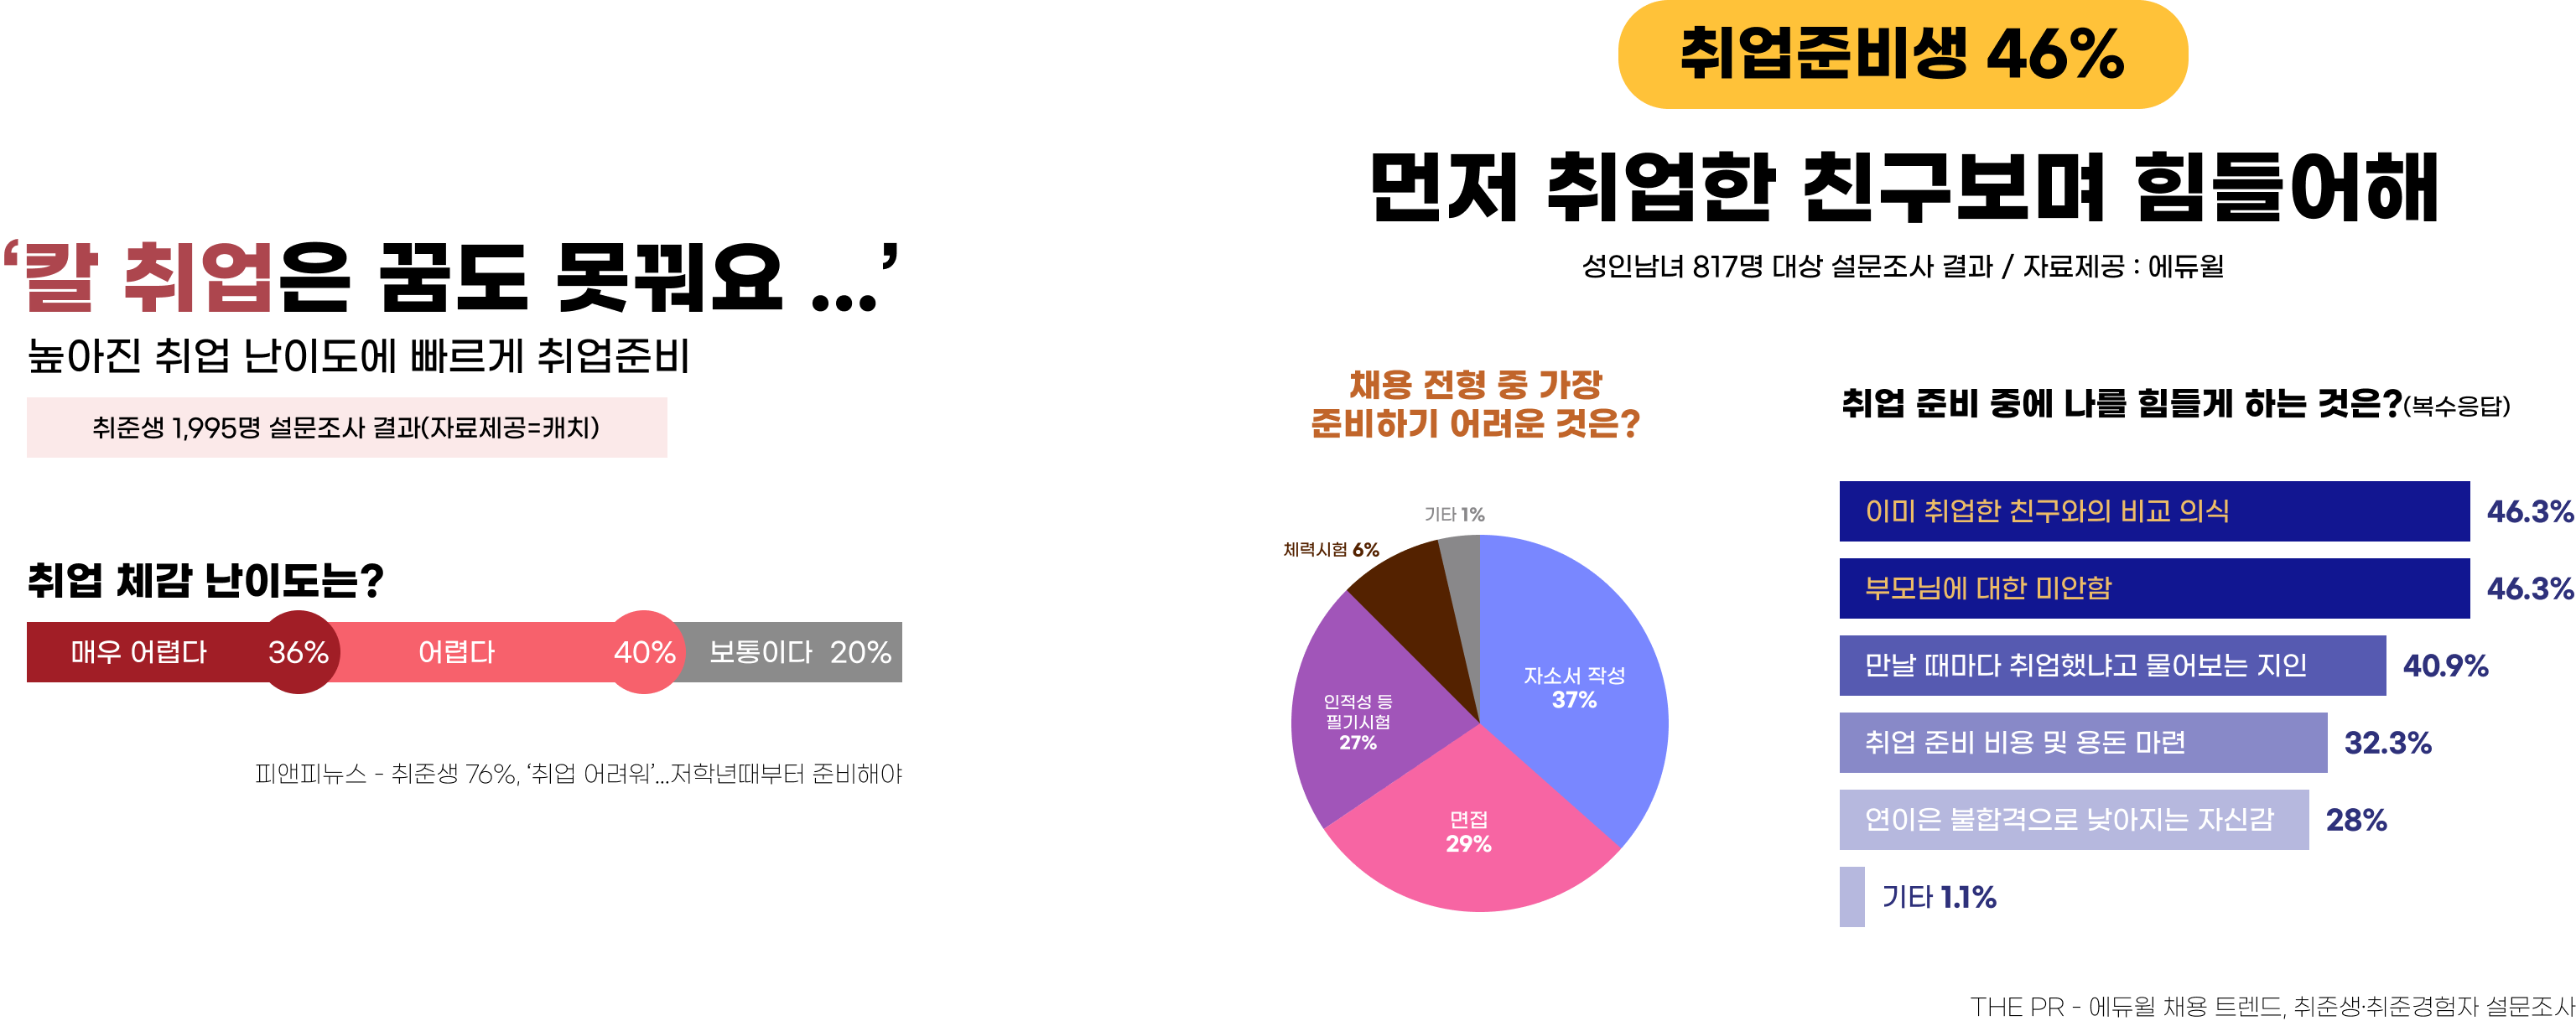 ‘칼 취업은 꿈도 못꿔요 ...’
높아진 취업 난이도에 빠르게 취업준비
취준생 1,995명 설문조사 결과(자료제공=캐치)
취업 체감 난이도는?
매우 어렵다 36% 어렵다 40% 보통이다 20%
피앤피뉴스 - 취준생 76%, ‘취업 어려워’...저학년때부터 준비해야
취업준비생 46%
먼저 취업한 친구보며 힘들어해
성인남녀 817명 대상 설문조사 결과 / 자료제공 : 에듀윌
채용 전형 중 가장
준비하기 어려운 것은?
기타 1%
체력시험 6%
자소서 작성
37%
인적성 등
필기시험
27%
면접
29%
취업 준비 중에 나를 힘들게 하는 것은?(복수응답)
이미 취업한 친구와의 비교 의식 46.3%
부모님에 대한 미안함 46.3%
만날 때마다 취업했냐고 물어보는 지인 40.9%
취업 준비 비용 및 용돈 마련 32.3%
연이은 불합격으로 낮아지는 자신감 28%
기타 1.1%
THE PR - 에듀윌 채용 트렌드, 취준생·취준경험자 설문조사